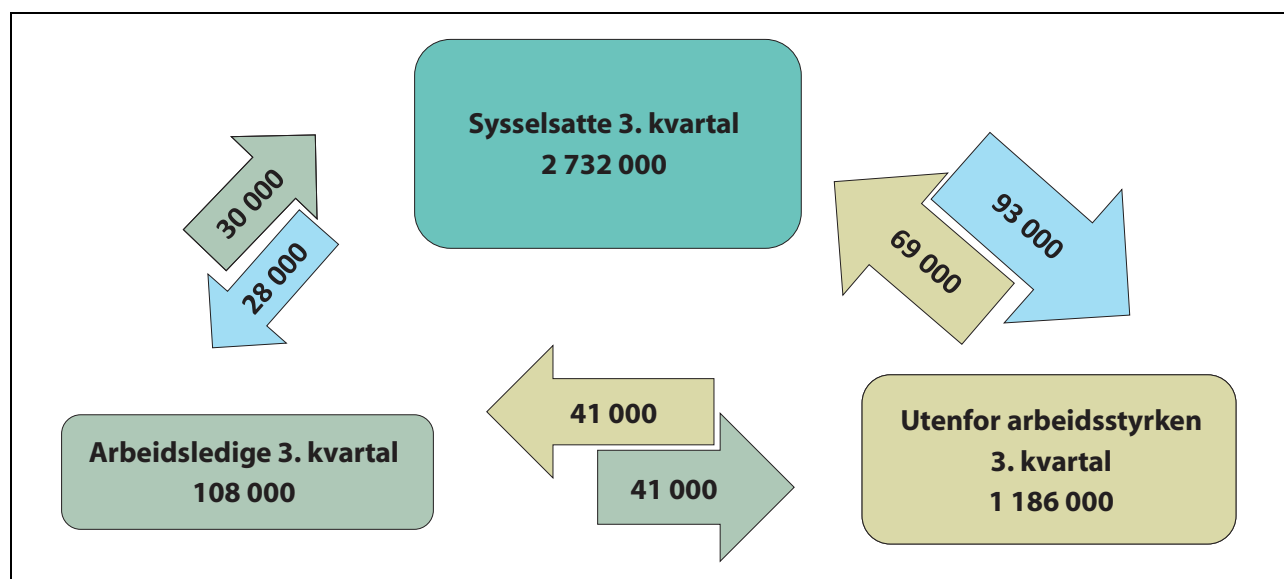 Sysselsatte 3. kvartal
2 732 000
30 000
28 000
93 000
69 000
41 000
41 000
Arbeidsledige 3. kvartal
108 000
Utenfor arbeidsstyrken
3. kvartal
1 186 000